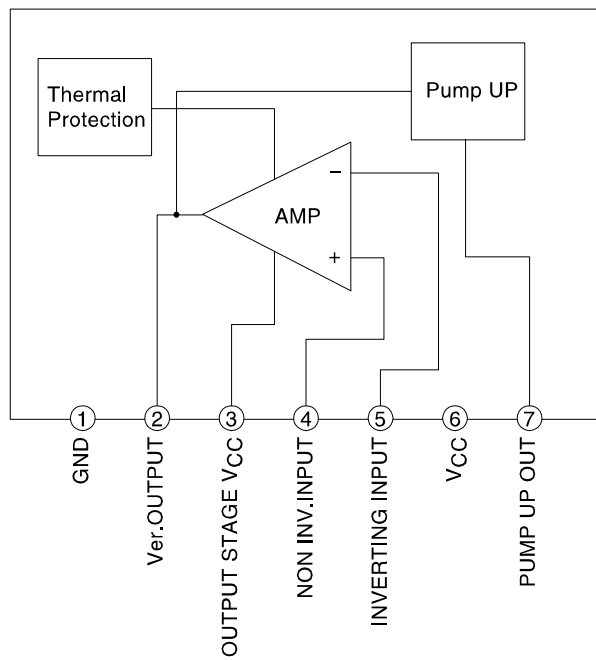 Thermal
Protection
Pump UP
−
AMP
+
1
2
3
4
5
6
7
GND
Ver.OUTPUT
OUTPUT STAGE VCC
NON INV.INPUT
INVERTING INPUT
VCC
PUMP UP OUT